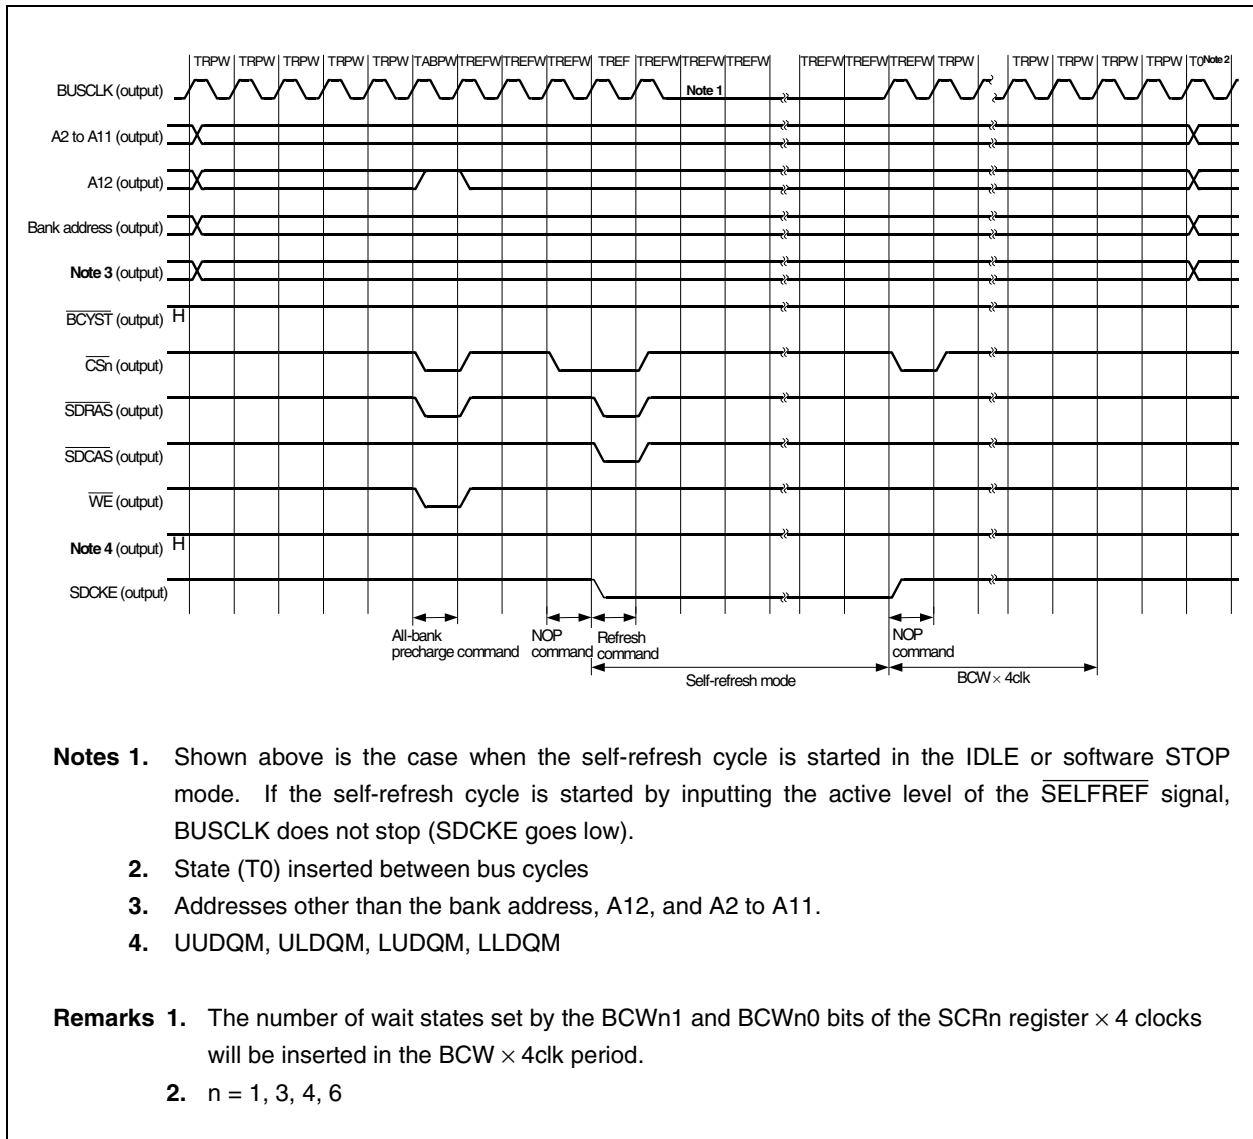 TRPW TRPW TRPW TRPW TRPW TABPW TREFW TREFW TREFW TREF TREFW TREFW TREFW TREFW TREFW TREFW TRPW TRPW TRPW TRPW TRPW T0 Note 2
BUSCLK (output)
Note 1
A2 to A11 (output)
A12 (output)
Bank address (output)
Note 3 (output)
BCYST (output) H
CSn (output)
SDRAS (output)
SDCAS (output)
WE (output)
Note 4 (output) H
SDCKE (output)
All-bank
precharge command
NOP
command
Refresh
command
NOP
command
Self-refresh mode
BCW × 4clk
Notes 1. Shown above is the case when the self-refresh cycle is started in the IDLE or software STOP
mode. If the self-refresh cycle is started by inputting the active level of the SELFREF signal,
BUSCLK does not stop (SDCKE goes low).
2. State (T0) inserted between bus cycles
3. Addresses other than the bank address, A12, and A2 to A11.
4. UUDQM, ULDQM, LUDQM, LLDQM
Remarks 1. The number of wait states set by the BCWn1 and BCWn0 bits of the SCRn register × 4 clocks
will be inserted in the BCW × 4clk period.
2. n = 1, 3, 4, 6